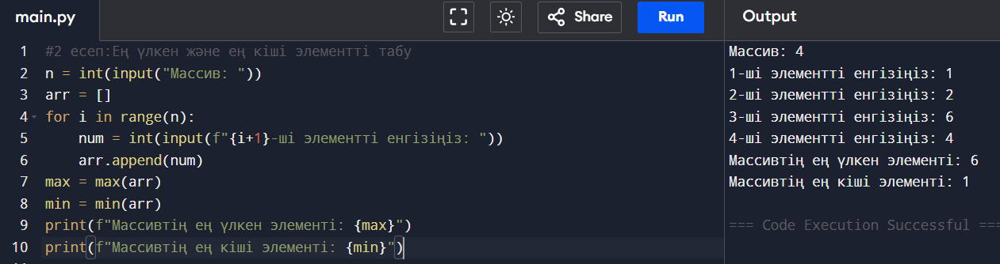 main.py
Share
Run
Output
1 #2 есеп:Ең үлкен және ең кіші элементті табу
2 n = int(input("Массив: "))
3 arr = []
4 for i in range(n):
5     num = int(input(f"{i+1}-ші элементті енгізіңіз: "))
6     arr.append(num)
7 max = max(arr)
8 min = min(arr)
9 print(f"Массивтің ең үлкен элементі: {max}")
10 print(f"Массивтің ең кіші элементі: {min}")
Массив: 4
1-ші элементті енгізіңіз: 1
2-ші элементті енгізіңіз: 2
3-ші элементті енгізіңіз: 6
4-ші элементті енгізіңіз: 4
Массивтің ең үлкен элементі: 6
Массивтің ең кіші элементі: 1
=== Code Execution Successful ===